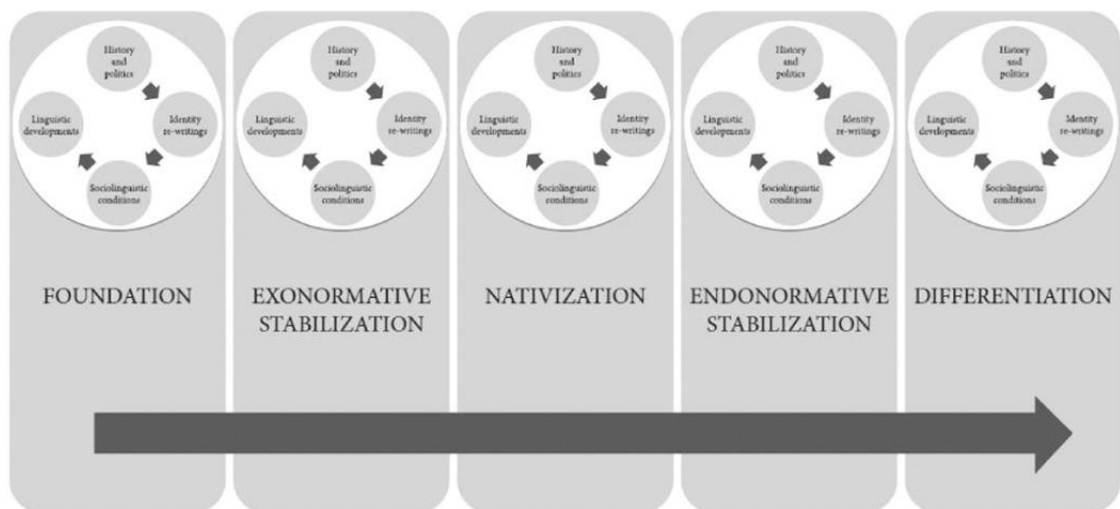 History
and
politics
Linguistic
developments
Identity
re-writings
Sociolinguistic
conditions
History
and
politics
Linguistic
developments
Identity
re-writings
Sociolinguistic
conditions
History
and
politics
Linguistic
developments
Identity
re-writings
Sociolinguistic
conditions
History
and
politics
Linguistic
developments
Identity
re-writings
Sociolinguistic
conditions
History
and
politics
Linguistic
developments
Identity
re-writings
Sociolinguistic
conditions
FOUNDATION
EXONORMATIVE
STABILIZATION
NATIVIZATION
ENDONORMATIVE
STABILIZATION
DIFFERENTIATION